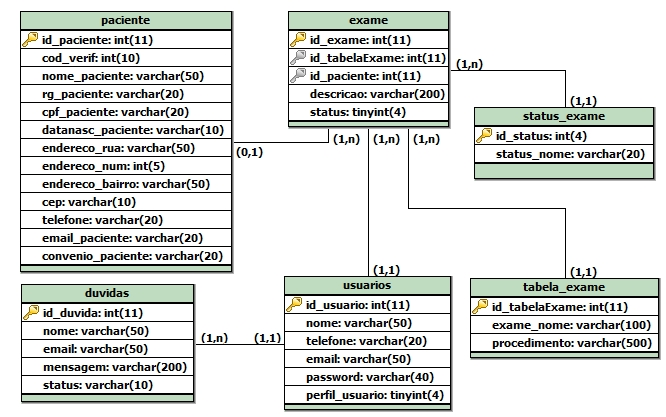 paciente
id_paciente: int(11)
cod_verif: int(10)
nome_paciente: varchar(50)
rg_paciente: varchar(20)
cpf_paciente: varchar(20)
datanasc_paciente: varchar(10)
endereco_rua: varchar(50)
endereco_num: int(5)
endereco_bairro: varchar(50)
cep: varchar(10)
telefone: varchar(20)
email_paciente: varchar(20)
convenio_paciente: varchar(20)
exame
id_exame: int(11)
id_tabelaExame: int(11)
id_paciente: int(11)
descricao: varchar(200)
status: tinyint(4)
(1,n)
(1,1)
status_exame
id_status: int(4)
status_nome: varchar(20)
(0,1)
(1,n)
(1,n)
(1,n)
(1,1)
(1,1)
duvidas
id_duvida: int(11)
nome: varchar(50)
email: varchar(50)
mensagem: varchar(200)
status: varchar(10)
(1,n)
(1,1)
usuarios
id_usuario: int(11)
nome: varchar(50)
telefone: varchar(20)
email: varchar(50)
password: varchar(40)
perfil_usuario: tinyint(4)
tabela_exame
id_tabelaExame: int(11)
exame_nome: varchar(100)
procedimento: varchar(500)